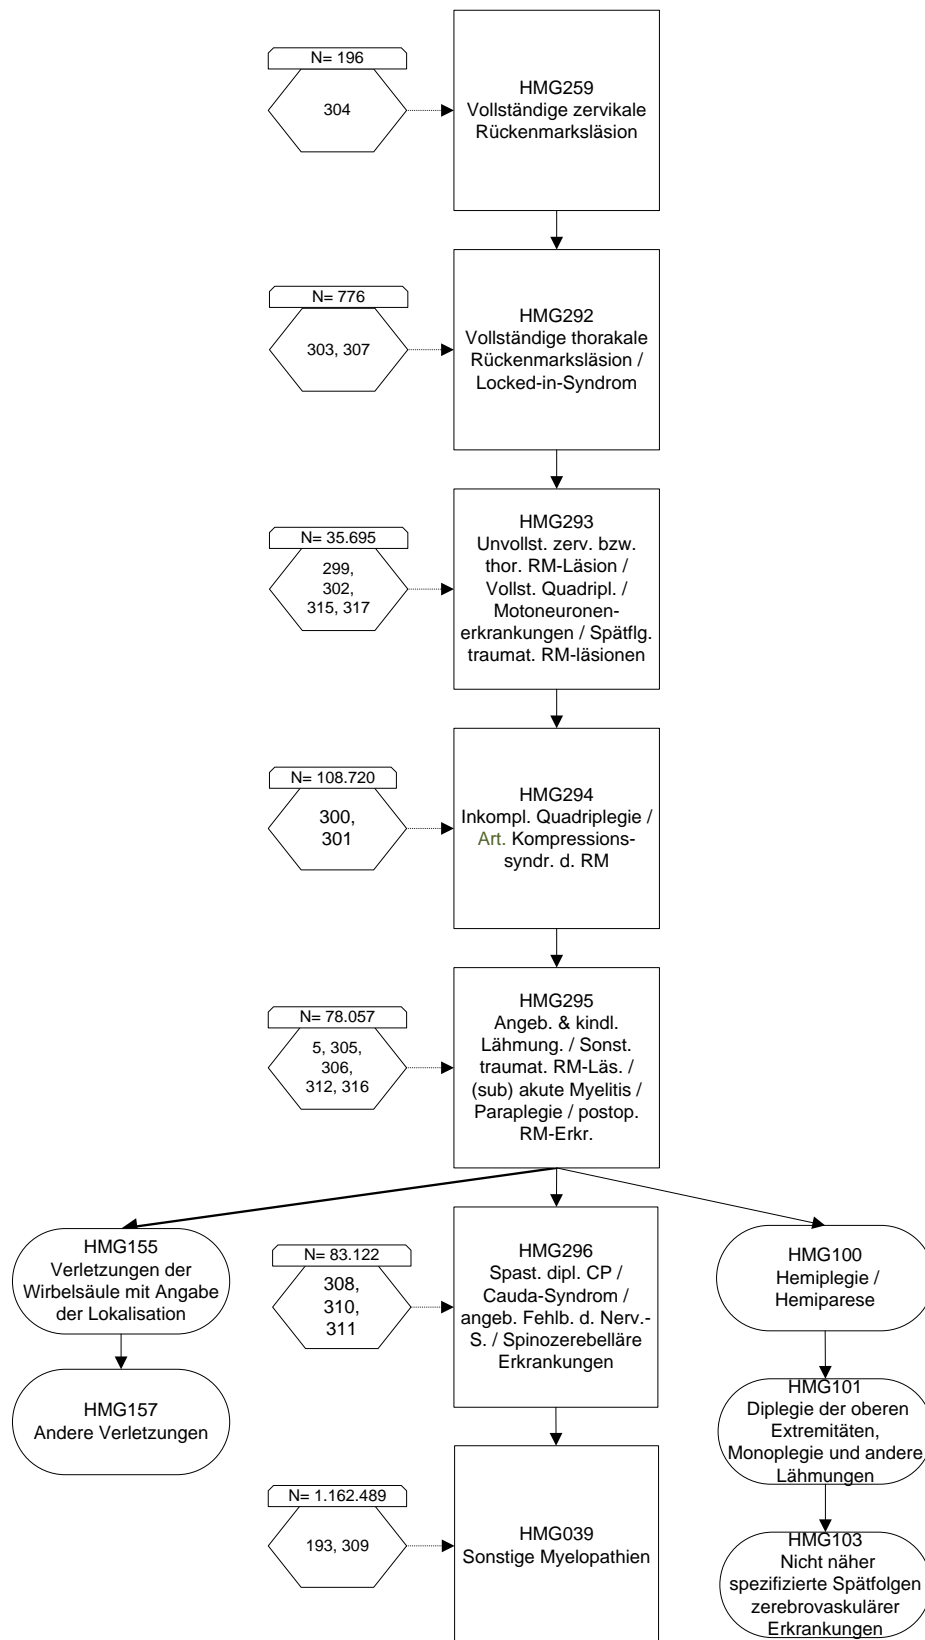 N= 196
304
HMG259
Vollständige zervikale
Rückenmarksläsion
N= 776
303, 307
HMG292
Vollständige thorakale
Rückenmarksläsion /
Locked-in-Syndrom
N= 35.695
299,
302,
315, 317
HMG293
Unvollst. zerv. bzw.
thor. RM-Läsion /
Vollst. Quadripl. /
Motoneuronen-
erkrankungen / Spätflg.
traumat. RM-läsionen
N= 108.720
300,
301
HMG294
Inkompl. Quadriplegie /
Art. Kompressions-
syndr. d. RM
N= 78.057
5, 305,
306,
312, 316
HMG295
Angeb. & kindl.
Lähmung. / Sonst.
traumat. RM-Läs. /
(sub) akute Myelitis /
Paraplegie / postop.
RM-Erkr.
HMG155
Verletzungen der
Wirbelsäule mit Angabe
der Lokalisation
HMG157
Andere Verletzungen
N= 83.122
308,
310,
311
HMG296
Spast. dipl. CP /
Cauda-Syndrom /
angeb. Fehlb. d. Nerv.-
S. / Spinozerebelläre
Erkrankungen
N= 1.162.489
193, 309
HMG039
Sonstige Myelopathien
HMG100
Hemiplegie /
Hemiparese
HMG101
Diplegie der oberen
Extremitäten,
Monoplegie und andere
Lähmungen
HMG103
Nicht näher
spezifizierte Spätfolgen
zerebrovaskulärer
Erkrankungen